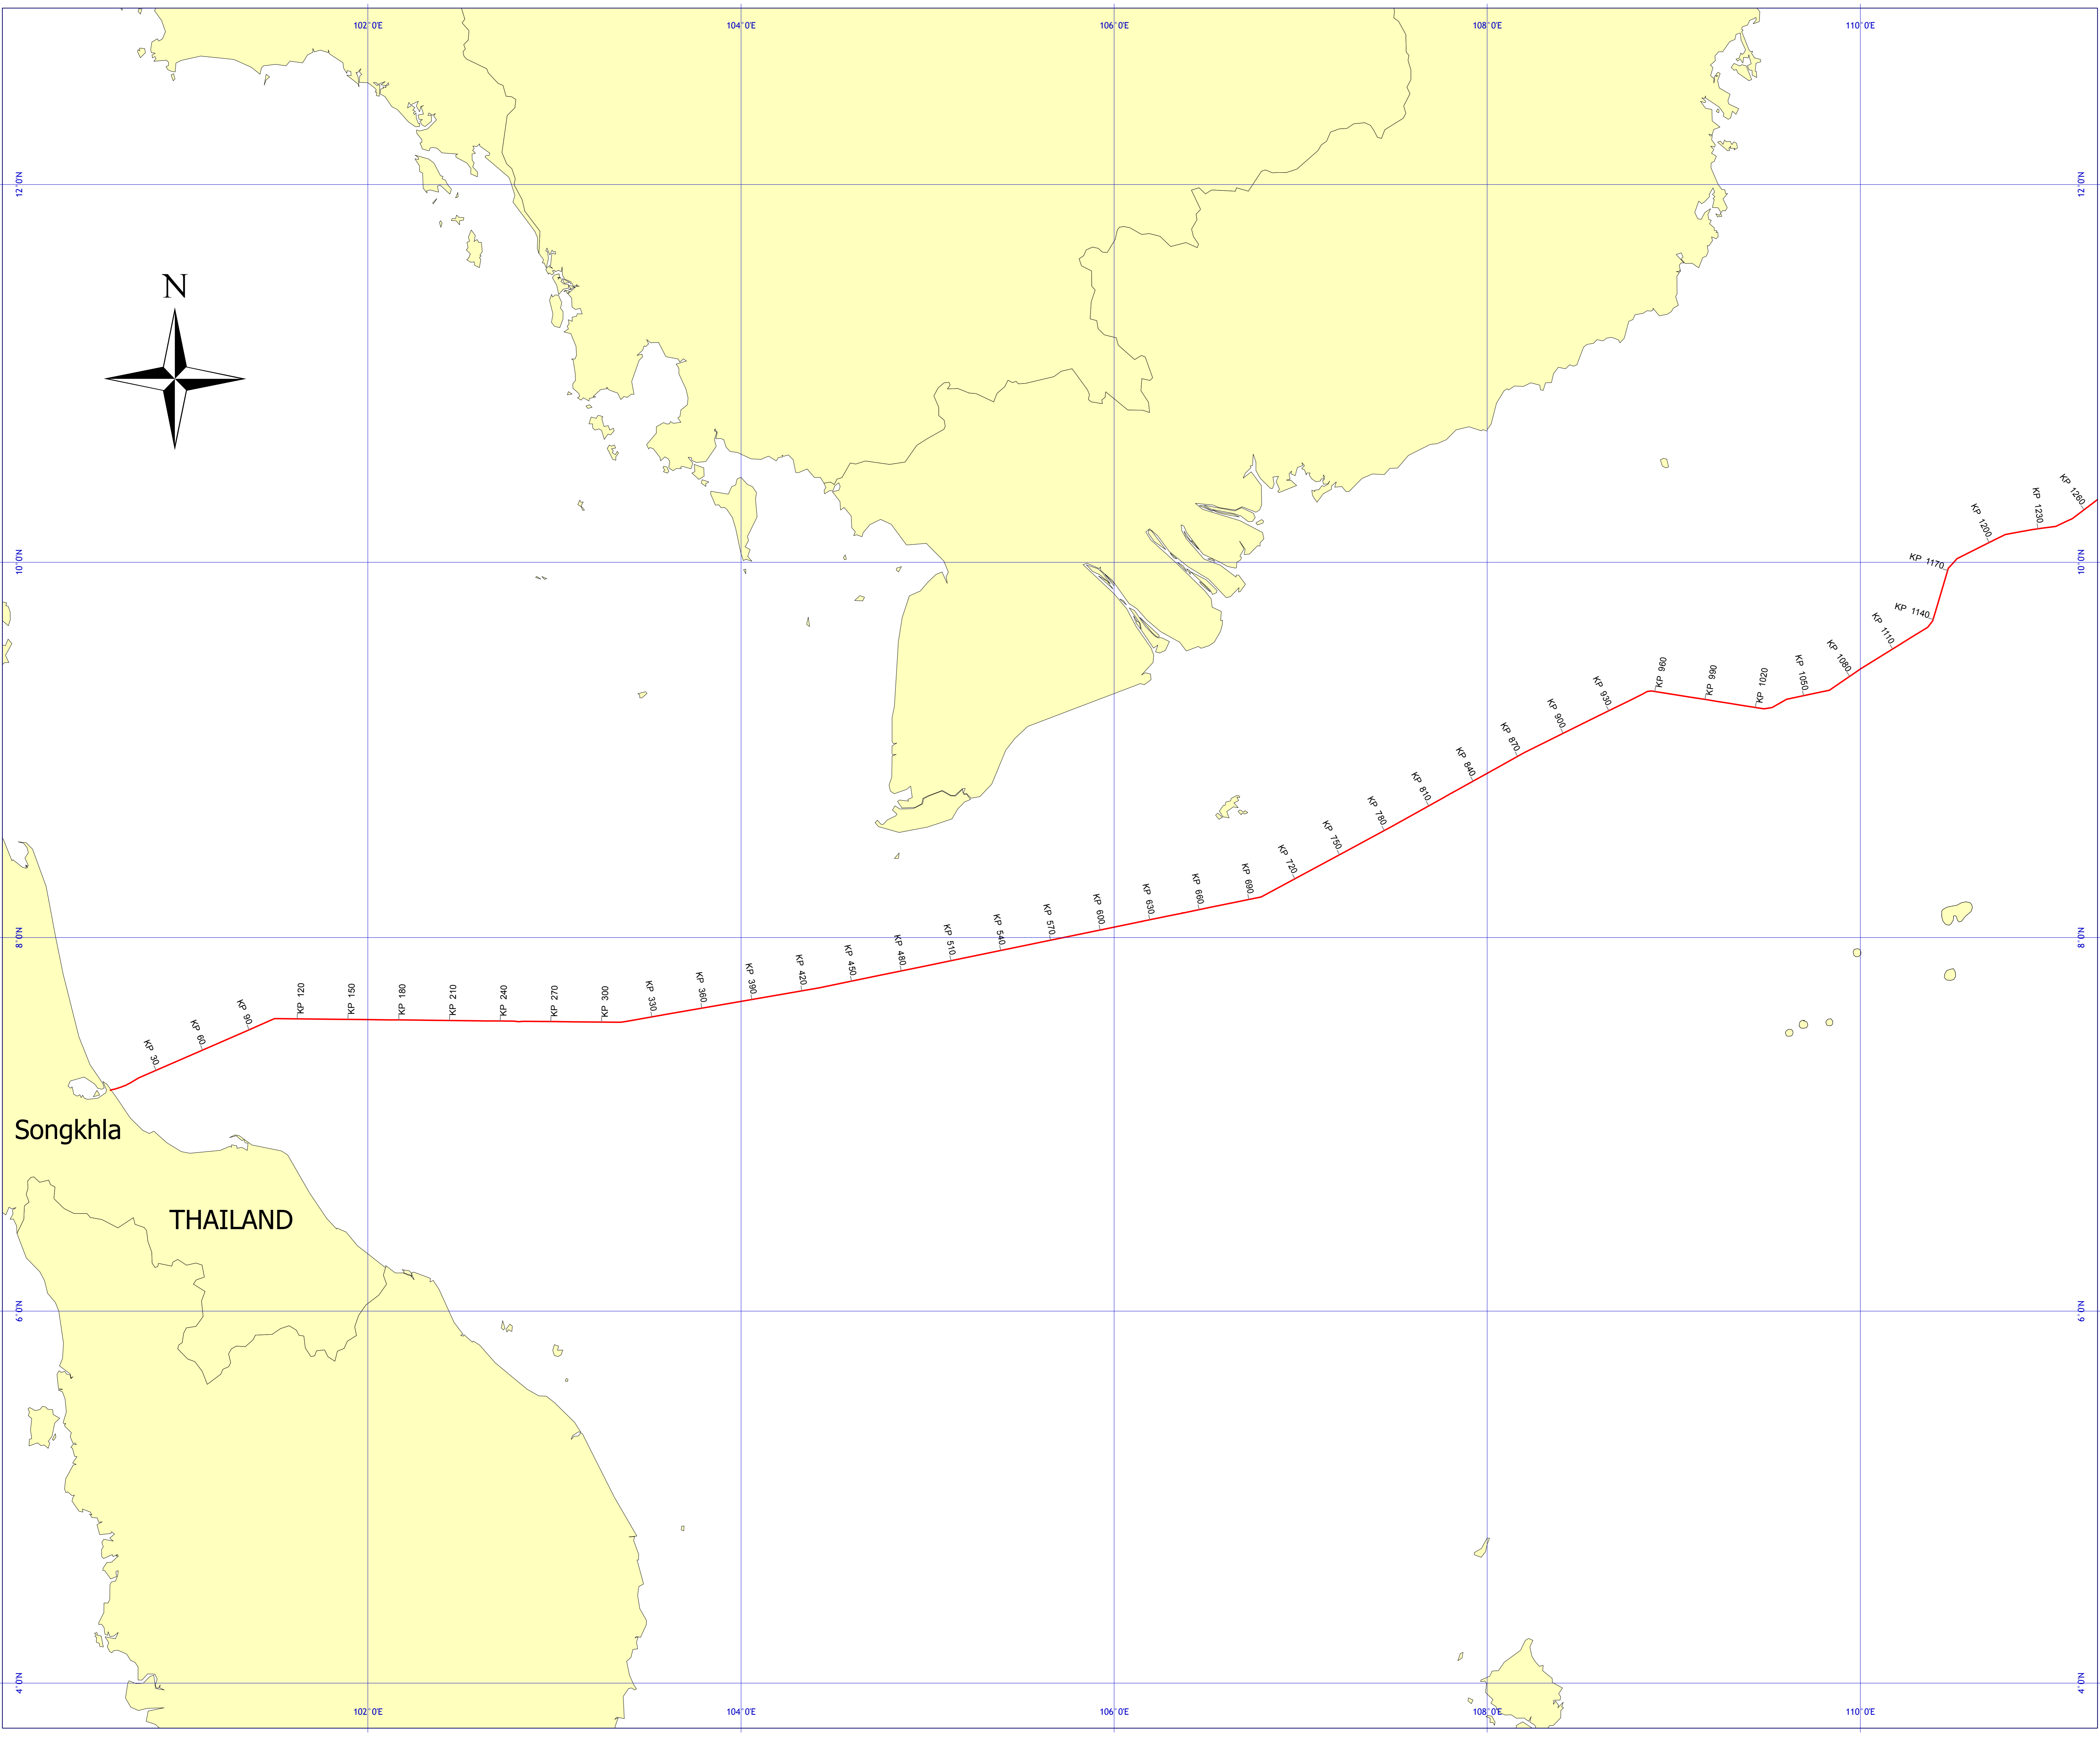 102°0'E
104°0'E
106°0'E
108°0'E
110°0'E
12°0'N
12°0'N
N
KP 1260
KP 1230
KP 1200
10°0'N
KP 1170
10°0'N
KP 1140
KP 1110
KP 1080
KP 1050
KP 1020
KP 990
KP 960
KP 930
KP 900
KP 870
KP 840
KP 810
KP 780
KP 750
KP 720
KP 690
KP 660
KP 630
KP 600
8°0'N
8°0'N
KP 570
KP 540
KP 510
KP 480
KP 450
KP 420
KP 390
KP 360
KP 330
KP 300
KP 270
KP 240
KP 210
KP 180
KP 150
KP 120
KP 90
KP 60
KP 30
Songkhla
THAILAND
6°0'N
6°0'N
4°0'N
4°0'N
102°0'E
104°0'E
106°0'E
108°0'E
110°0'E